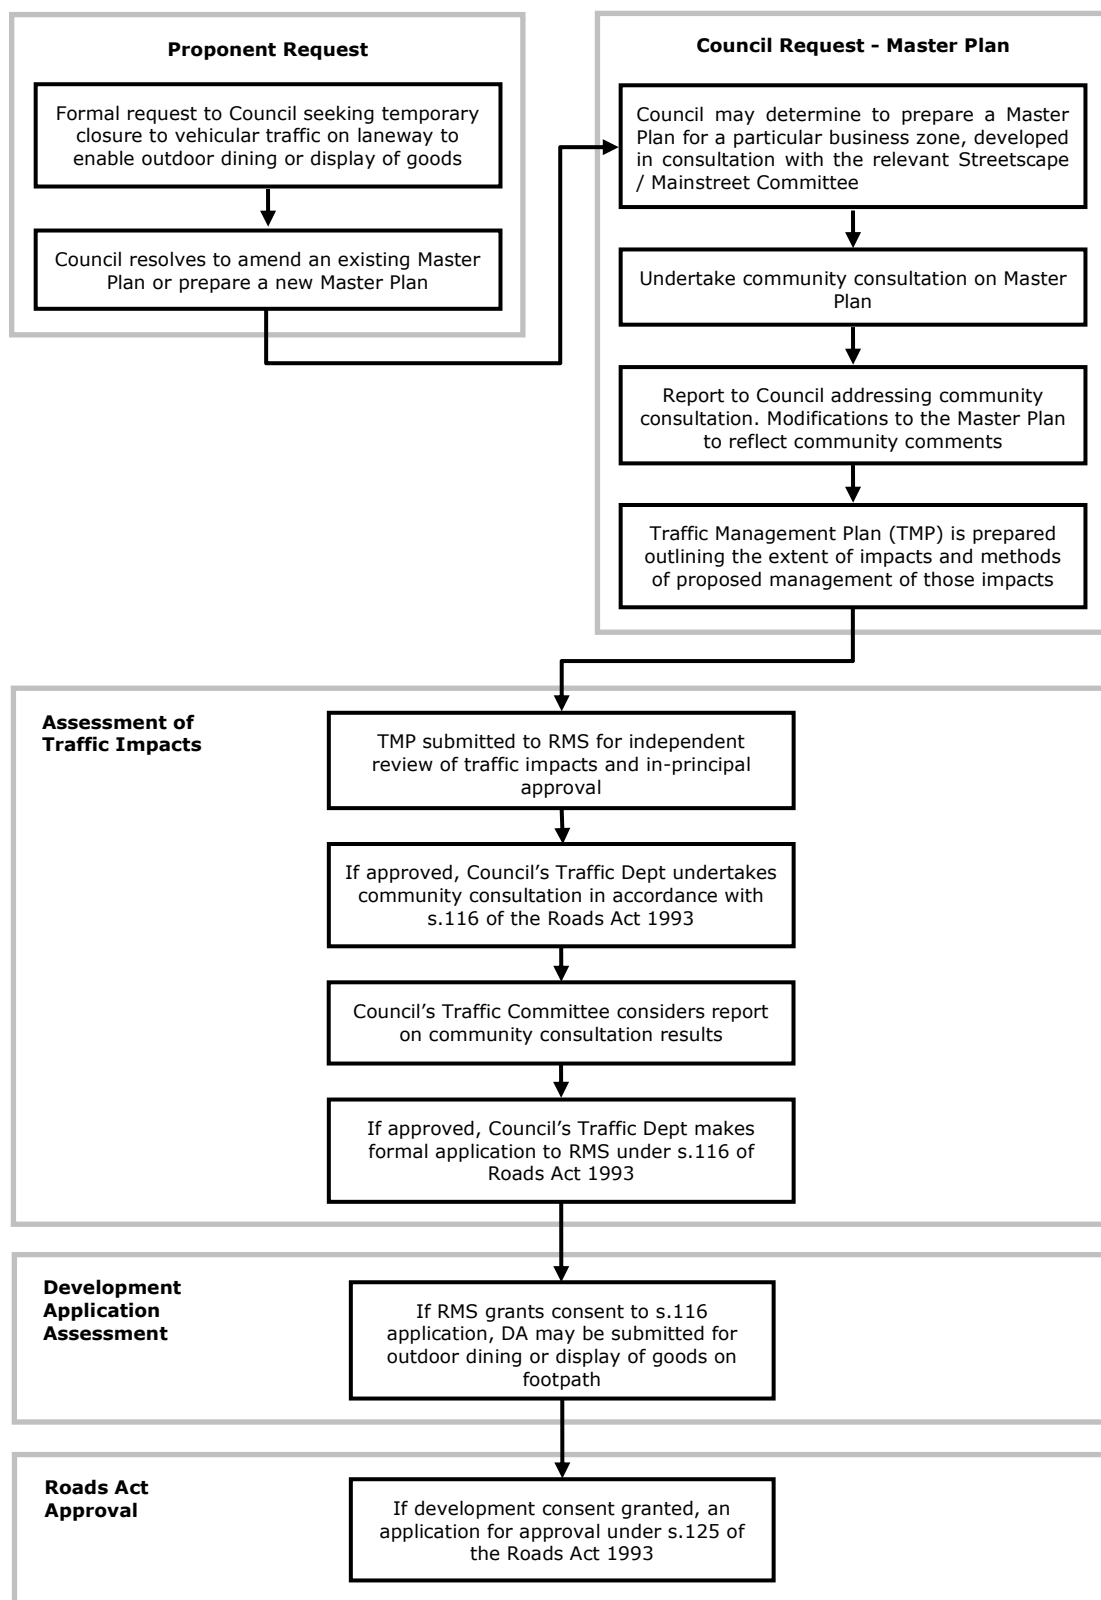 Proponent Request
Formal request to Council seeking temporary
closure to vehicular traffic on laneway to
enable outdoor dining or display of goods
Council resolves to amend an existing Master
Plan or prepare a new Master Plan
Council Request - Master Plan
Council may determine to prepare a Master
Plan for a particular business zone, developed
in consultation with the relevant Streetscape
/ Mainstreet Committee
Undertake community consultation on Master
Plan
Report to Council addressing community
consultation. Modifications to the Master Plan
to reflect community comments
Traffic Management Plan (TMP) is prepared
outlining the extent of impacts and methods
of proposed management of those impacts
Assessment of
Traffic Impacts
TMP submitted to RMS for independent
review of traffic impacts and in-principal
approval
If approved, Council’s Traffic Dept undertakes
community consultation in accordance with
s.116 of the Roads Act 1993
Council’s Traffic Committee considers report
on community consultation results
If approved, Council’s Traffic Dept makes
formal application to RMS under s.116 of
Roads Act 1993
Development
Application
Assessment
If RMS grants consent to s.116
application, DA may be submitted for
outdoor dining or display of goods on
footpath
Roads Act
Approval
If development consent granted, an
application for approval under s.125 of
the Roads Act 1993